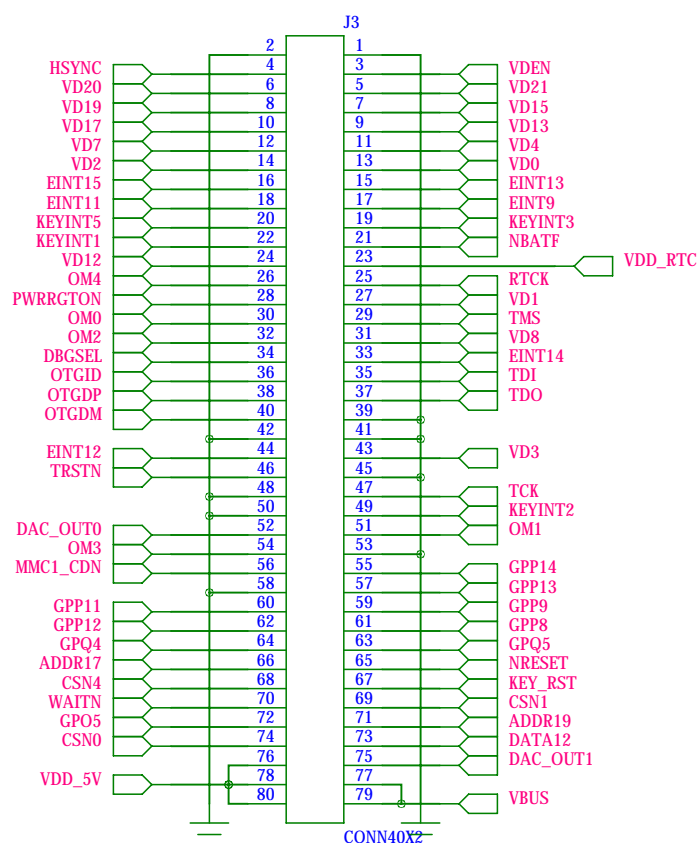 J3
2 1
HSYNC 4 3 VDEN
VD20 6 5 VD21
VD19 8 7 VD15
VD17 10 9 VD13
VD7 12 11 VD4
VD2 14 13 VD0
EINT15 16 15 EINT13
EINT11 18 17 EINT9
KEYINT5 20 19 KEYINT3
KEYINT1 22 21 NBATF
VD12 24 23 VDD_RTC
OM4 26 25 RTCK
PWRRGTON 28 27 VD1
OM0 30 29 TMS
OM2 32 31 VD8
DBGSEL 34 33 EINT14
OTGID 36 35 TDI
OTGDP 38 37 TDO
OTGDM 40 39
42 41
EINT12 44 43 VD3
TRSTN 46 45
48 47 TCK
50 49 KEYINT2
DAC_OUT0 52 51 OM1
OM3 54 53
MMC1_CDN 56 55 GPP14
58 57 GPP13
GPP11 60 59 GPP9
GPP12 62 61 GPP8
GPQ4 64 63 GPQ5
ADDR17 66 65 NRESET
CSN4 68 67 KEY_RST
WAITN 70 69 CSN1
GPO5 72 71 ADDR19
CSN0 74 73 DATA12
76 75 DAC_OUT1
VDD_5V 78 77
80 79 VBUS
CONN40X2